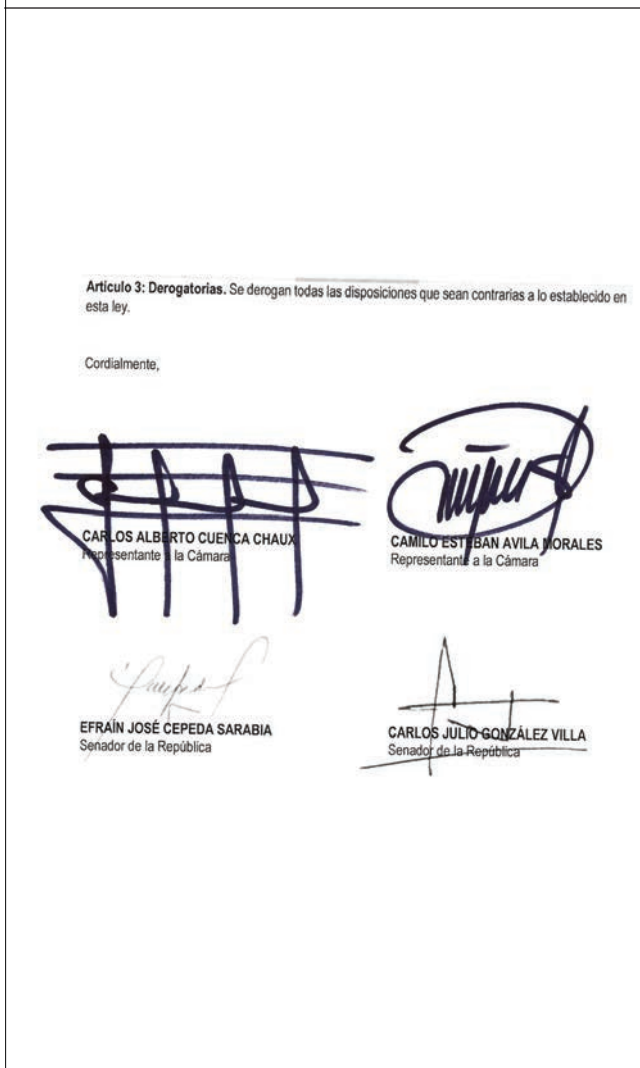 Artículo 3: Derogatorias. Se derogan todas las disposiciones que sean contrarias a lo establecido en
esta ley.
Cordialmente,
CARLOS ALBERTO CUENCA CHAUX
Representante a la Cámara
CAMILO ESTEBAN AVILA MORALES
Representante a la Cámara
EFRAÍN JOSÉ CEPEDA SARABIA
Senador de la República
CARLOS JULIO GONZÁLEZ VILLA
Senador de la República